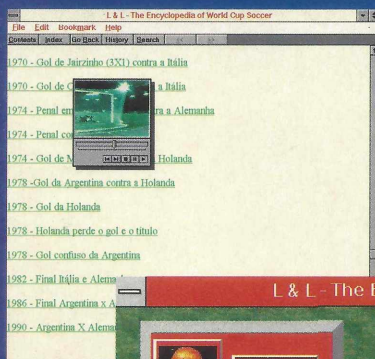 L & L - The Encyclopedia of World Cup Soccer
File Edit Bookmark Help
Contents Index Go Back History Search
1970 - Gol de Jairzinho (3X1) contra a Itália
1970 - Gol de a Itália
1974 - Penal em ra a Alemanha
1974 - Penal
1974 - Gol de Holanda
1978 -Gol da Argentina contra a Holanda
1978 - Gol da Holanda
1978 - Holanda perde o gol e o título
1978 - Gol confuso da Argentina
1982 - Final Itália e
1986 - Final Argentina x
1990 - Argentina X
L & L - The